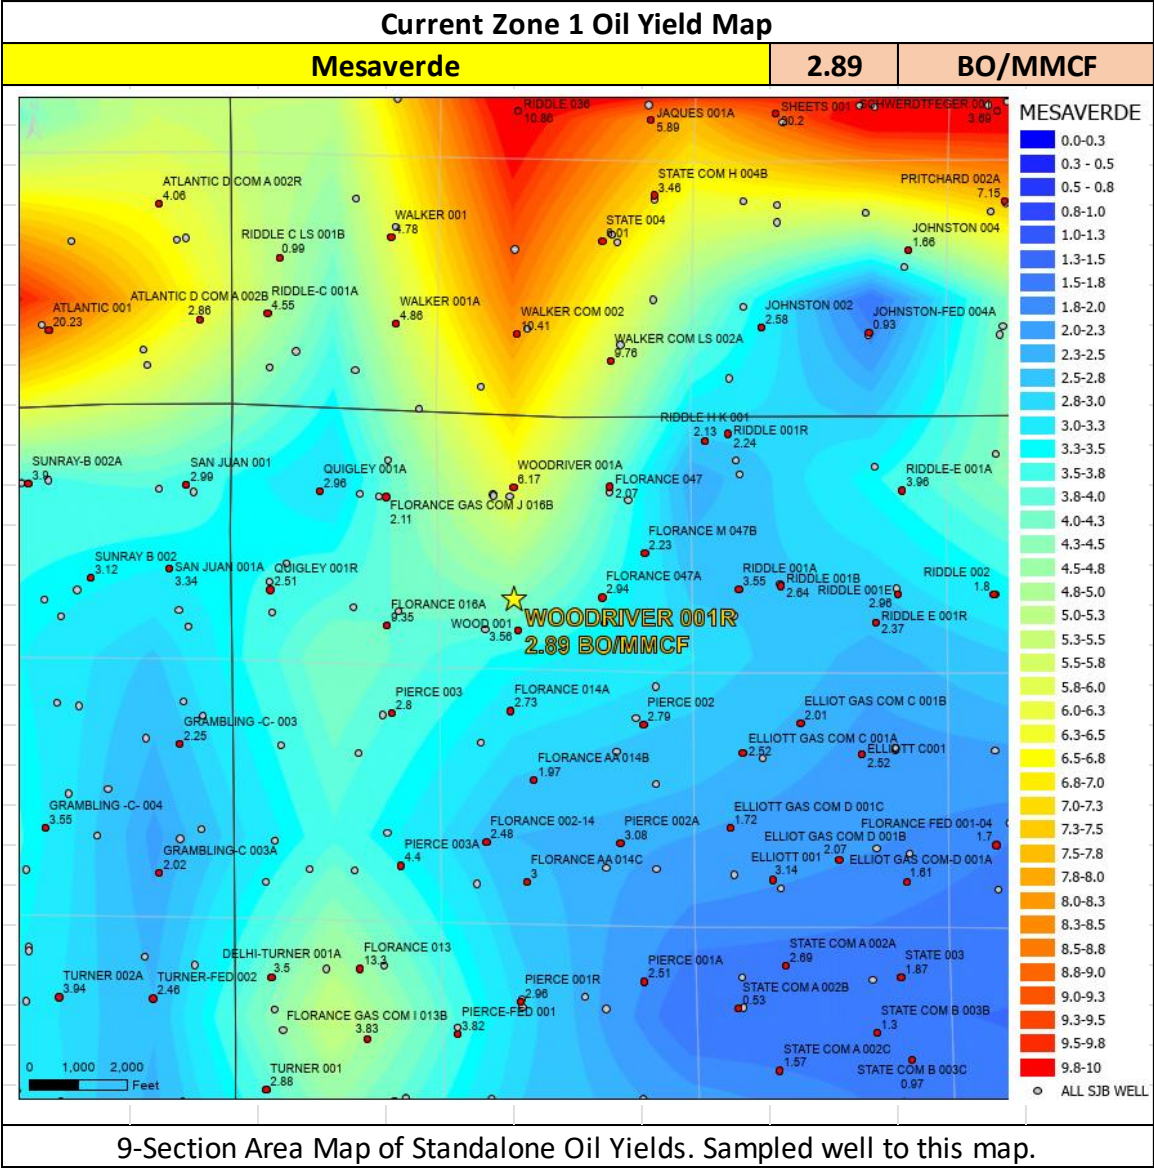 Current Zone 1 Oil Yield Map
Mesaverde 2.89 BO/MMCF
RIDDLE 036
10.86
JAQUES 001A
5.89
SHEETS 001
30.2
SCHWERDTFEGER 001
3.69
MESAVERDE
0.0-0.3
0.3 - 0.5
0.5 - 0.8
0.8-1.0
1.0-1.3
1.3-1.5
1.5-1.8
1.8-2.0
2.0-2.3
2.3-2.5
2.5-2.8
2.8-3.0
3.0-3.3
3.3-3.5
3.5-3.8
3.8-4.0
4.0-4.3
4.3-4.5
4.5-4.8
4.8-5.0
5.0-5.3
5.3-5.5
5.5-5.8
5.8-6.0
6.0-6.3
6.3-6.5
6.5-6.8
6.8-7.0
7.0-7.3
7.3-7.5
7.5-7.8
7.8-8.0
8.0-8.3
8.3-8.5
8.5-8.8
8.8-9.0
9.0-9.3
9.3-9.5
9.5-9.8
9.8-10
ALL SJB WELL
ATLANTIC D COM A 002R
4.06
STATE COM H 004B
3.46
PRITCHARD 002A
7.15
WALKER 001
4.78
STATE 004
6.01
RIDDLE C LS 001B
0.99
JOHNSTON 004
1.66
ATLANTIC 001
20.23
ATLANTIC D COM A 002B
2.86
RIDDLE-C 001A
4.55
WALKER 001A
4.86
WALKER COM 002
10.41
JOHNSTON 002
2.58
JOHNSTON-FED 004A
0.93
WALKER COM LS 002A
9.76
RIDDLE H K 001
2.13
RIDDLE 001R
2.24
SUNRAY-B 002A
3.9
SAN JUAN 001
2.99
QUIGLEY 001A
2.96
WOODRIVER 001A
6.17
FLORANCE 047
2.07
RIDDLE-E 001A
3.96
FLORANCE GAS COM J 016B
2.11
FLORANCE M 047B
2.23
SUNRAY B 002
3.12
SAN JUAN 001A
3.34
QUIGLEY 001R
2.51
FLORANCE 047A
2.94
RIDDLE 001A
3.55
RIDDLE 001B
2.64
RIDDLE 001E
2.96
RIDDLE 002
1.8
FLORANCE 016A
9.35
WOOD 001
3.56
WOODRIVER 001R
2.89 BO/MMCF
RIDDLE E 001R
2.37
PIERCE 003
2.8
FLORANCE 014A
2.73
PIERCE 002
2.79
ELLIOT GAS COM C 001B
2.01
GRAMBLING -C- 003
2.25
ELLIOTT GAS COM C 001A
2.52
ELLIOTT C001
2.52
FLORANCE AA 014B
1.97
GRAMBLING -C- 004
3.55
FLORANCE 002-14
2.48
PIERCE 002A
3.08
ELLIOTT GAS COM D 001C
1.72
FLORANCE FED 001-04
1.7
GRAMBLING-C 003A
2.02
PIERCE 003A
4.4
FLORANCE AA 014C
3
ELLIOT GAS COM D 001B
2.07
ELLIOTT 001
3.14
ELLIOT GAS COM-D 001A
1.61
DELHI-TURNER 001A
3.5
FLORANCE 013
13.3
STATE COM A 002A
2.69
STATE 003
1.87
TURNER 002A
3.94
TURNER-FED 002
2.46
PIERCE 001R
2.96
PIERCE 001A
2.51
STATE COM A 002B
0.53
FLORANCE GAS COM I 013B
3.83
PIERCE-FED 001
3.82
STATE COM B 003B
1.3
STATE COM A 002C
1.57
STATE COM B 003C
0.97
TURNER 001
2.88
0 1,000 2,000
Feet
9-Section Area Map of Standalone Oil Yields. Sampled well to this map.